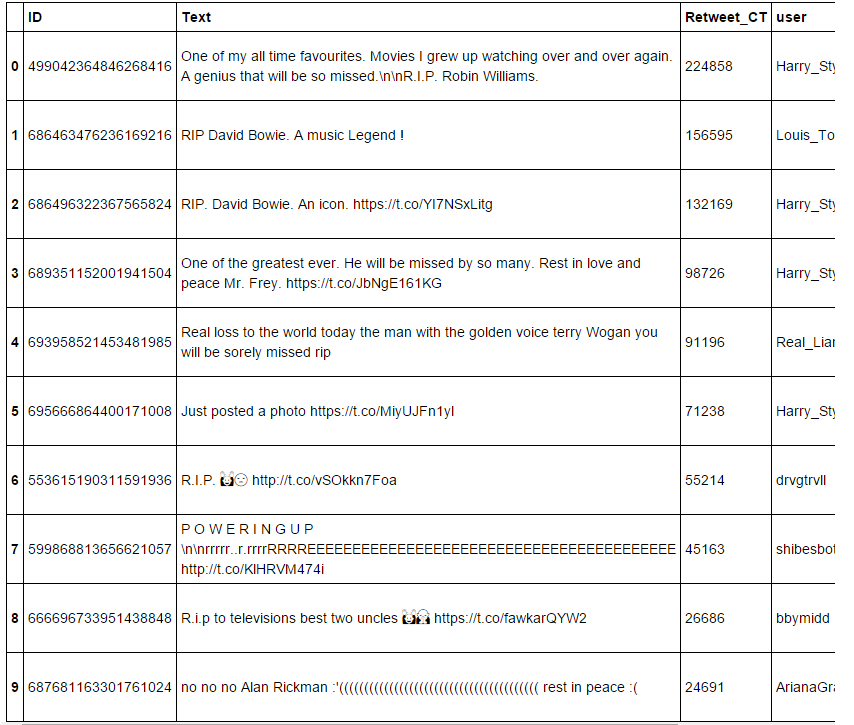 ID Text Retweet_CT user
0 499042364846268416 One of my all time favourites. Movies I grew up watching over and over again. 224858 Harry_Sty
A genius that will be so missed.\n\nR.I.P. Robin Williams.
1 686463476236169216 RIP David Bowie. A music Legend ! 156595 Louis_To
2 686496322367565824 RIP. David Bowie. An icon. https://t.co/YI7NSxLitg 132169 Harry_Sty
3 689351152001941504 One of the greatest ever. He will be missed by so many. Rest in love and 98726 Harry_Sty
peace Mr. Frey. https://t.co/JbNgE161KG
4 693958521453481985 Real loss to the world today the man with the golden voice terry Wogan you 91196 Real_Liar
will be sorely missed rip
5 695666864400171008 Just posted a photo https://t.co/MiyUJFn1yI 71238 Harry_Sty
6 553615190311591936 R.I.P. http://t.co/vSOkkn7Foa 55214 drvgtrvll
7 599868813656621057 P O W E R I N G U P 45163 shibesbot
\n\nrrrrr..r.rrrrRRRREEEEEEEEEEEEEEEEEEEEEEEEEEEEEEEEEEEEEEEEE
http://t.co/KlHRVM474i
8 666696733951438848 R.i.p to televisions best two uncles https://t.co/fawkarQYW2 26686 bbymidd
9 687681163301761024 no no no Alan Rickman :'(((((((((((((((((((((((((((((((((((((((( rest in peace :( 24691 ArianaGra